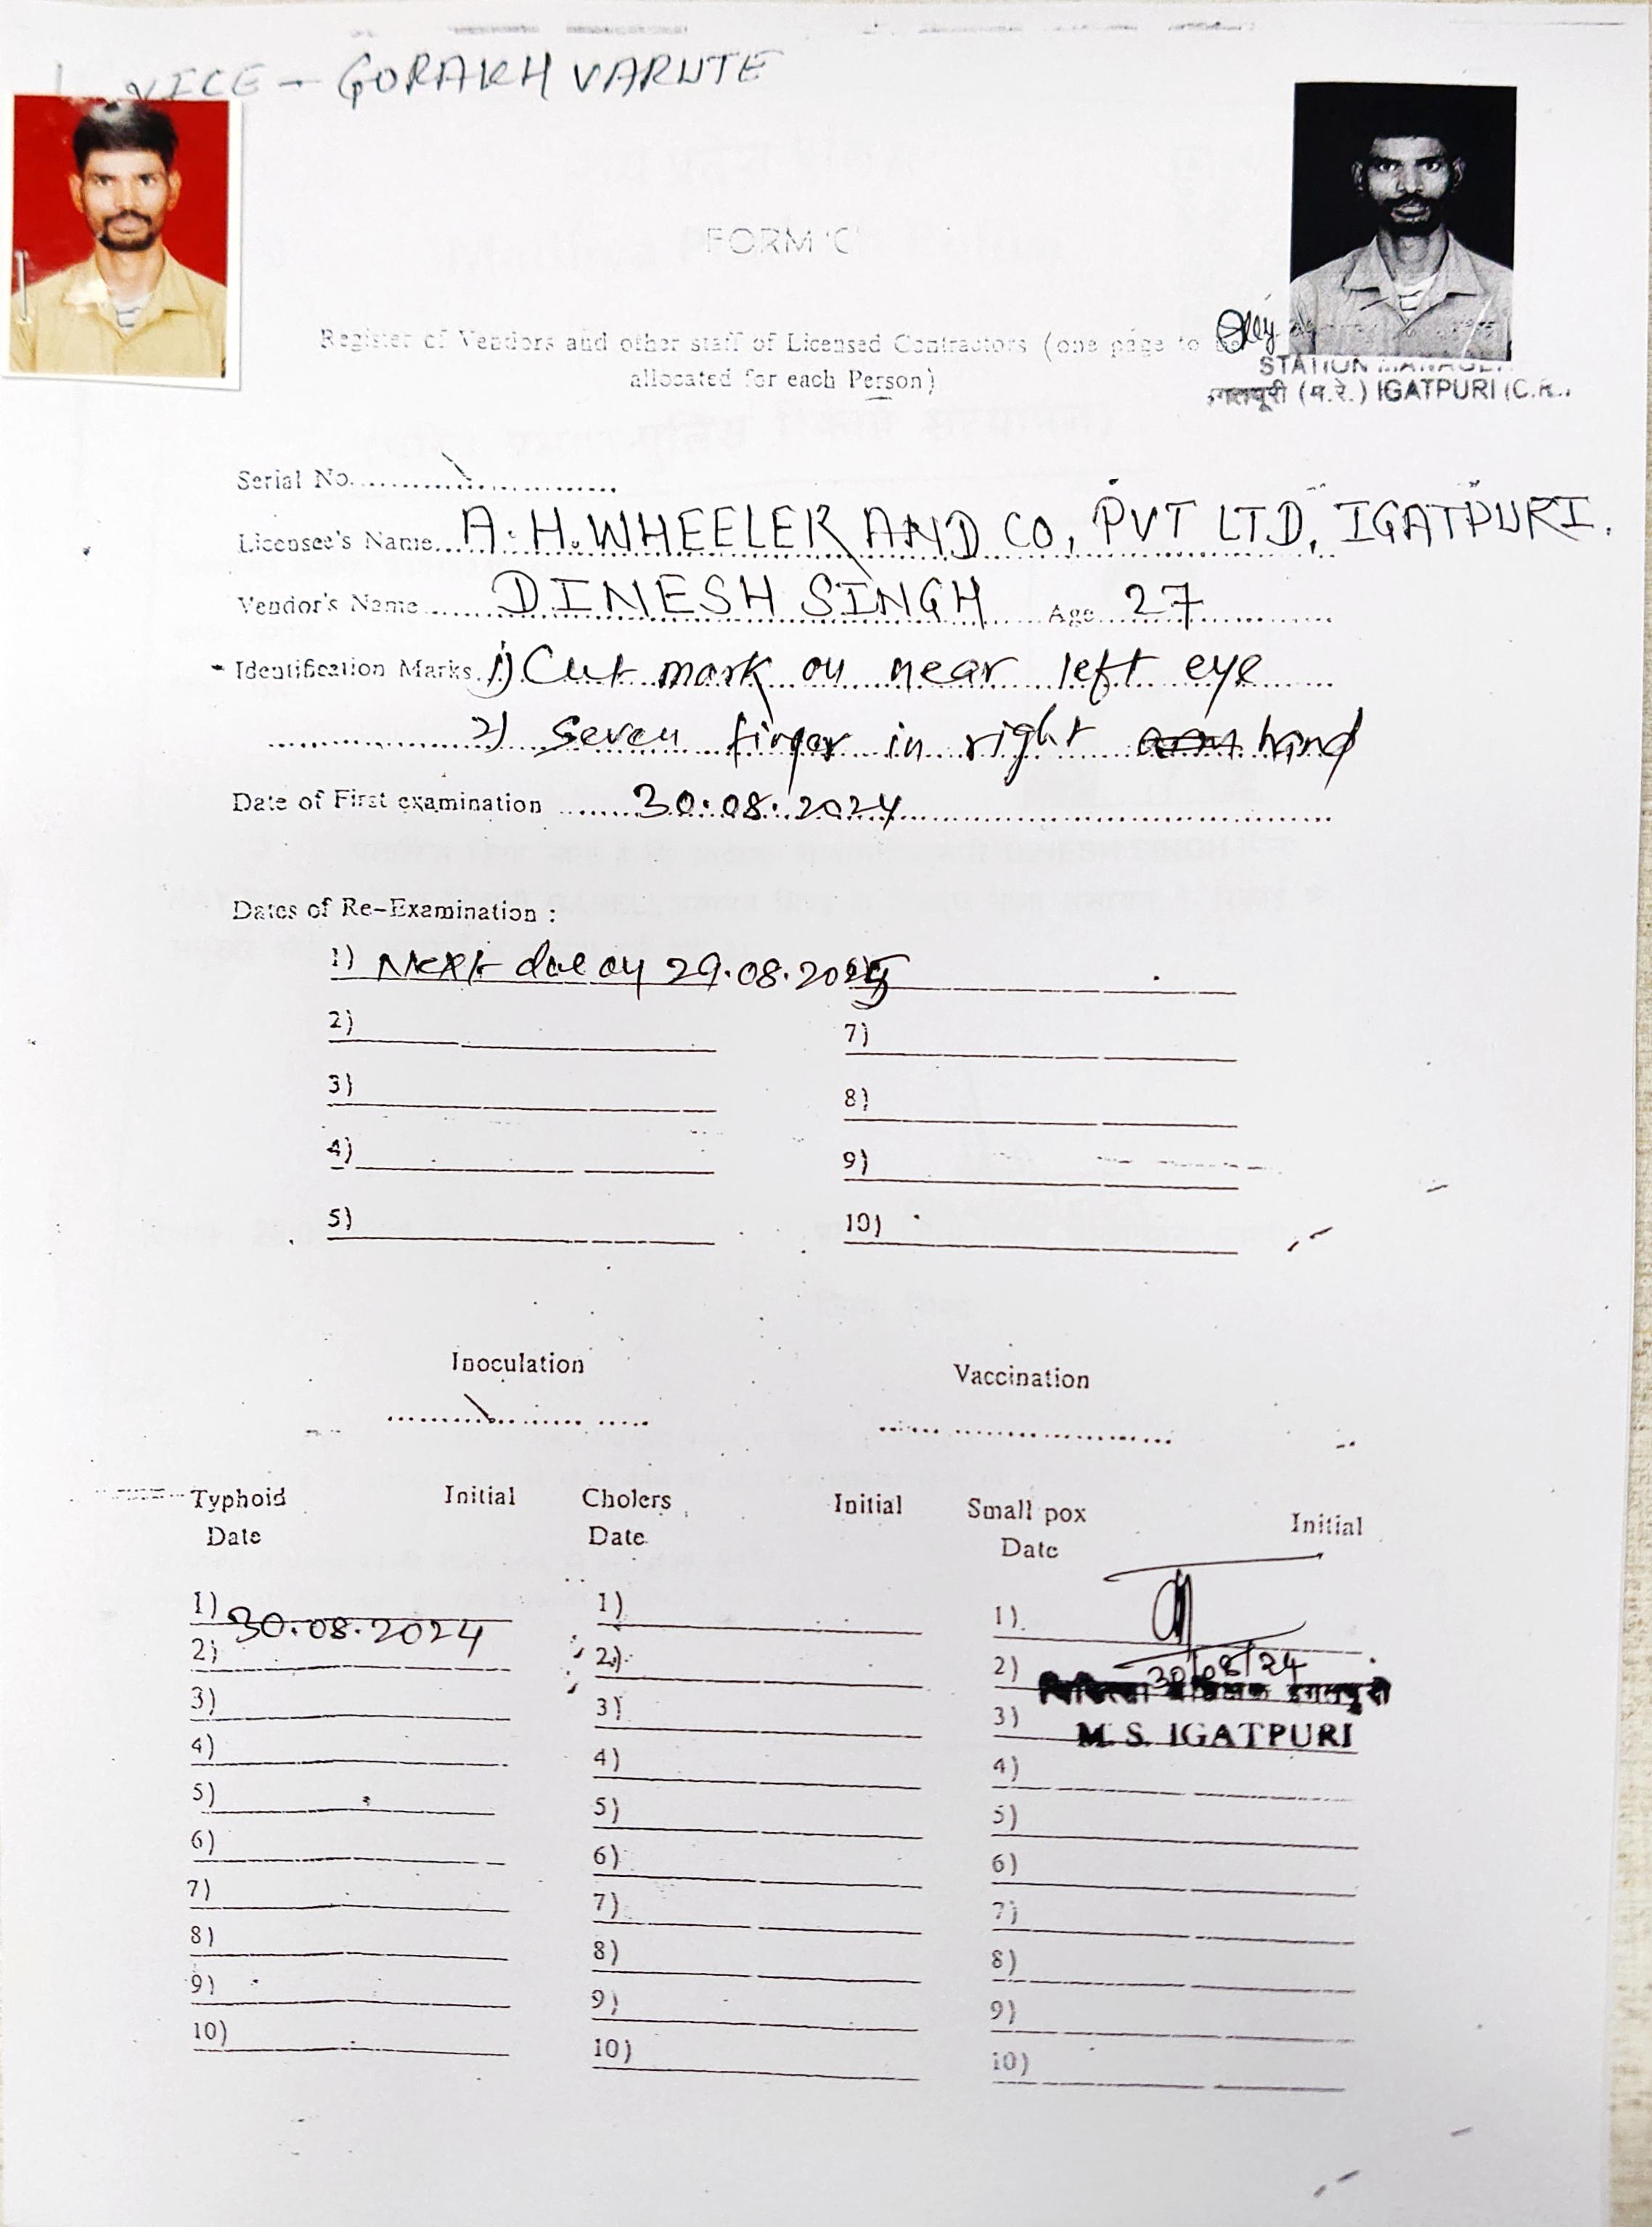 VICE - GORAKH VARUTE
FORM 'C'
Register of Vendors and other staff of Licensed Contractors (one page to be
allocated for each Person)
STATION MANAGER
इगतपूरी (म.रे.) IGATPURI (C.R.,
Serial No.
Licensee's Name A.H.WHEELER AND CO, PVT LTD, IGATPURI.
Vendor's Name DINESH SINGH Age 27
Identification Marks 1) Cut mark on near left eye
2) Seven finger in right hand
Date of First examination 30.08.2024
Dates of Re-Examination :
1) Next due on 29.08.2025
2) 7)
3) 8)
4) 9)
5) 10)
Inoculation Vaccination
Typhoid Initial Cholers Initial Small pox Initial
Date Date Date
1) 30.08.2024 1) 1)
2) 2) 2) 30/08/24
चिकित्सा अधिक्षक इगतपुरी
3) 3) 3) M. S. IGATPURI
4) 4) 4)
5) 5) 5)
6) 6) 6)
7) 7) 7)
8) 8) 8)
9) 9) 9)
10) 10) 10)